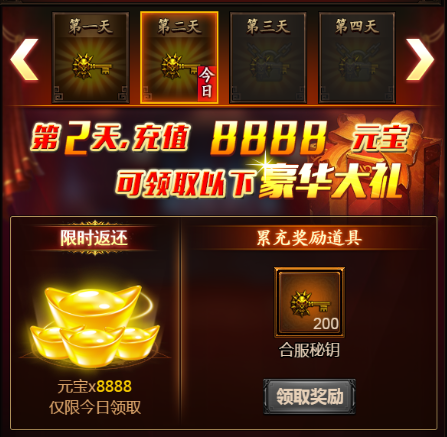 第一天
第二天
第三天
第四天
今日
第2天,充值 8888 元宝
可领取以下豪华大礼
限时返还
累充奖励道具
200
合服秘钥
元宝x8888
仅限今日领取
领取奖励